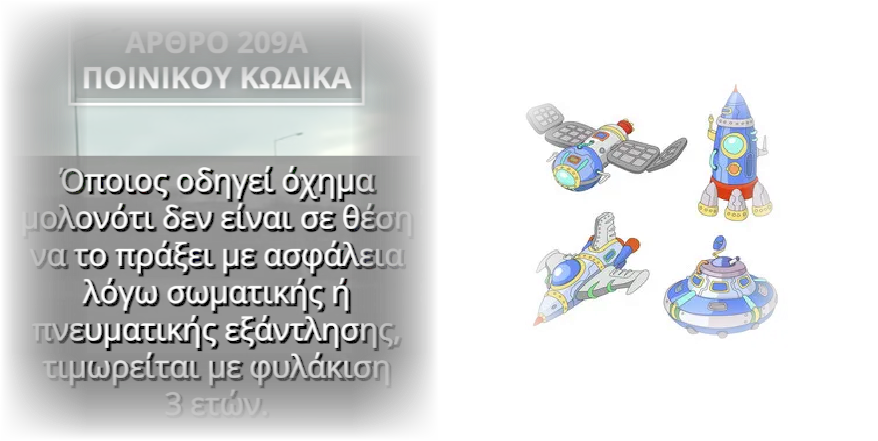 ΑΡΘΡΟ 209Α
ΠΟΙΝΙΚΟΥ ΚΩΔΙΚΑ
Όποιος οδηγεί όχημα
μολονότι δεν είναι σε θέση
να το πράξει με ασφάλεια
λόγω σωματικής ή
πνευματικής εξάντλησης,
τιμωρείται με φυλάκιση
3 ετών.